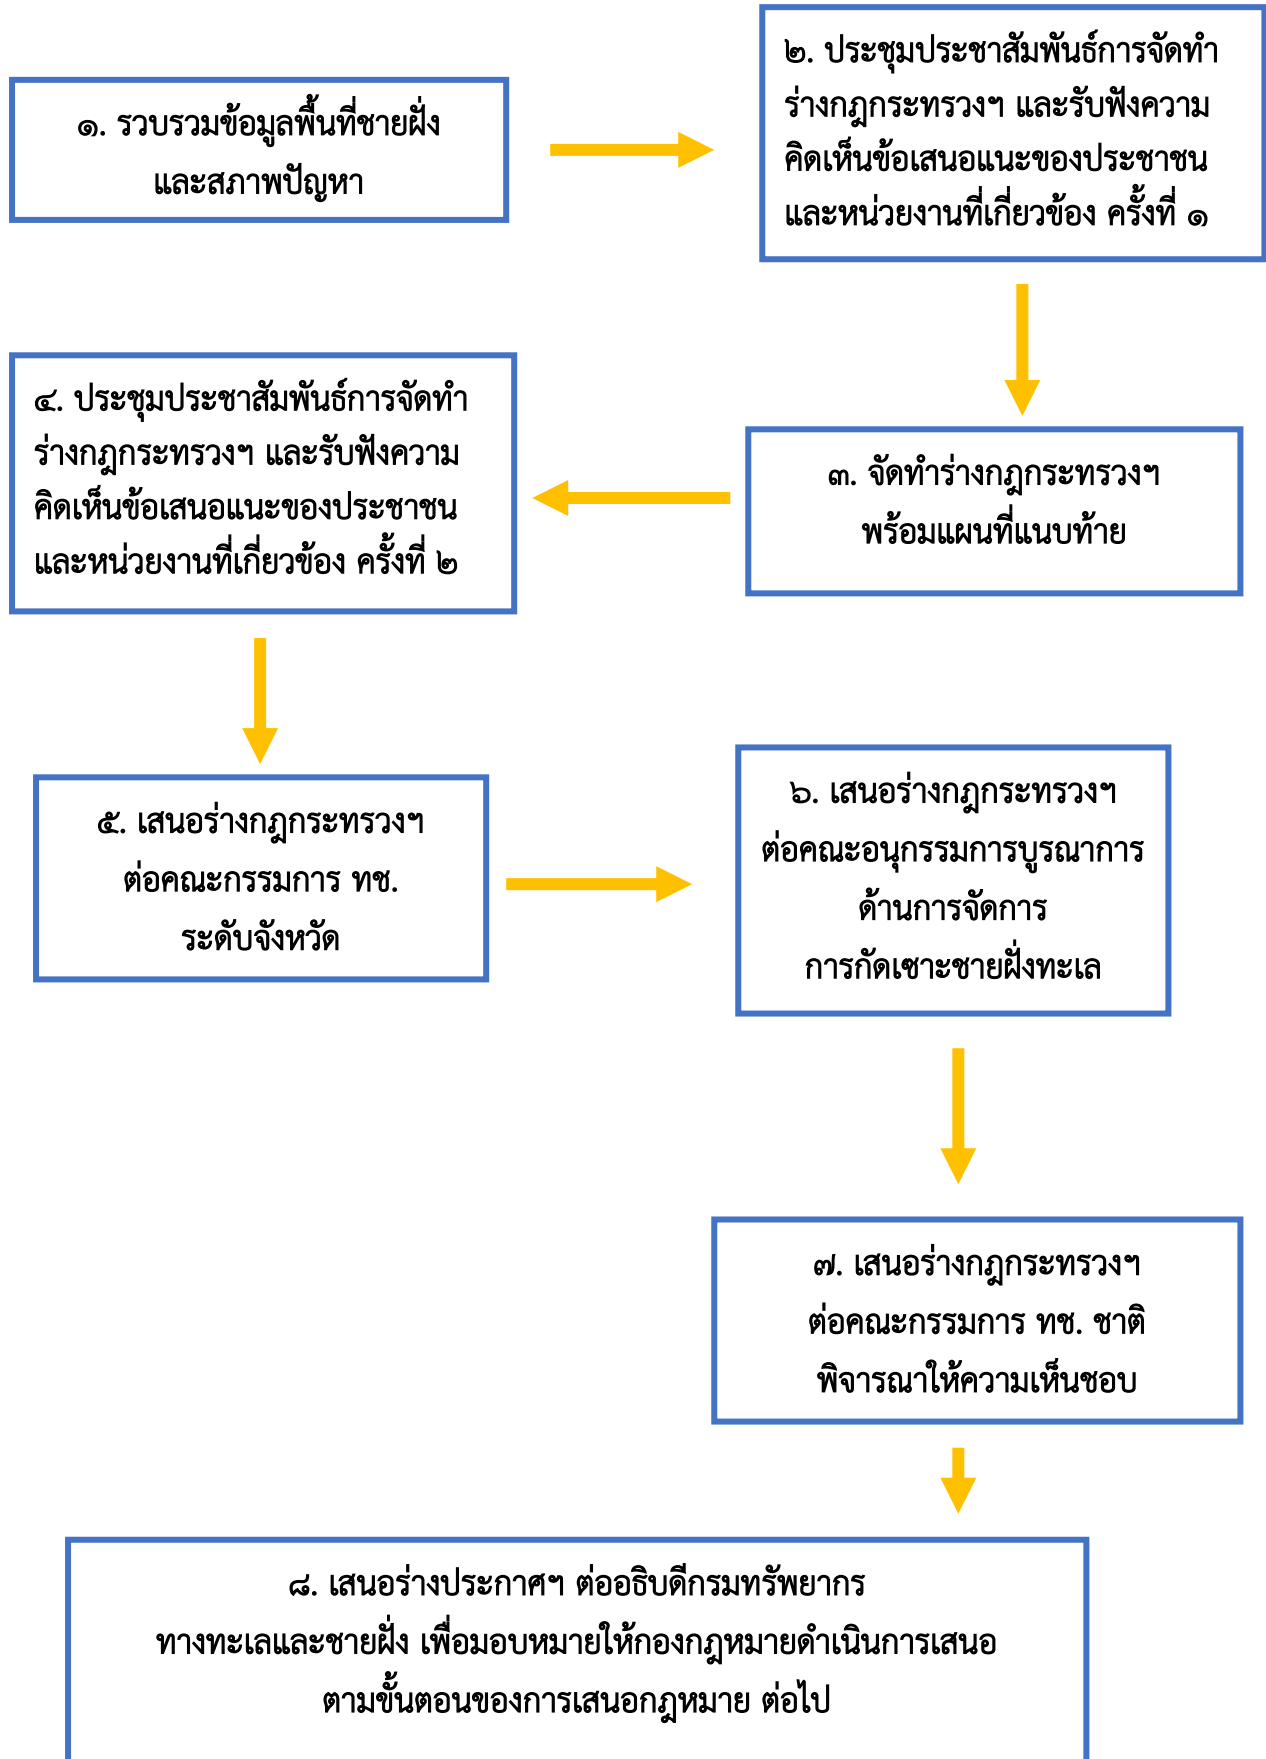 ๑. รวบรวมข้อมูลพื้นที่ชายฝั่ง
และสภาพปัญหา
๒. ประชุมประชาสัมพันธ์การจัดทำ
ร่างกฎกระทรวงฯ และรับฟังความ
คิดเห็นข้อเสนอแนะของประชาชน
และหน่วยงานที่เกี่ยวข้อง ครั้งที่ ๑
๓. จัดทำร่างกฎกระทรวงฯ
พร้อมแผนที่แนบท้าย
๔. ประชุมประชาสัมพันธ์การจัดทำ
ร่างกฎกระทรวงฯ และรับฟังความ
คิดเห็นข้อเสนอแนะของประชาชน
และหน่วยงานที่เกี่ยวข้อง ครั้งที่ ๒
๕. เสนอร่างกฎกระทรวงฯ
ต่อคณะกรรมการ ทช.
ระดับจังหวัด
๖. เสนอร่างกฎกระทรวงฯ
ต่อคณะอนุกรรมการบูรณาการ
ด้านการจัดการ
การกัดเซาะชายฝั่งทะเล
๗. เสนอร่างกฎกระทรวงฯ
ต่อคณะกรรมการ ทช. ชาติ
พิจารณาให้ความเห็นชอบ
๘. เสนอร่างประกาศฯ ต่ออธิบดีกรมทรัพยากร
ทางทะเลและชายฝั่ง เพื่อมอบหมายให้กองกฎหมายดำเนินการเสนอ
ตามขั้นตอนของการเสนอกฎหมาย ต่อไป